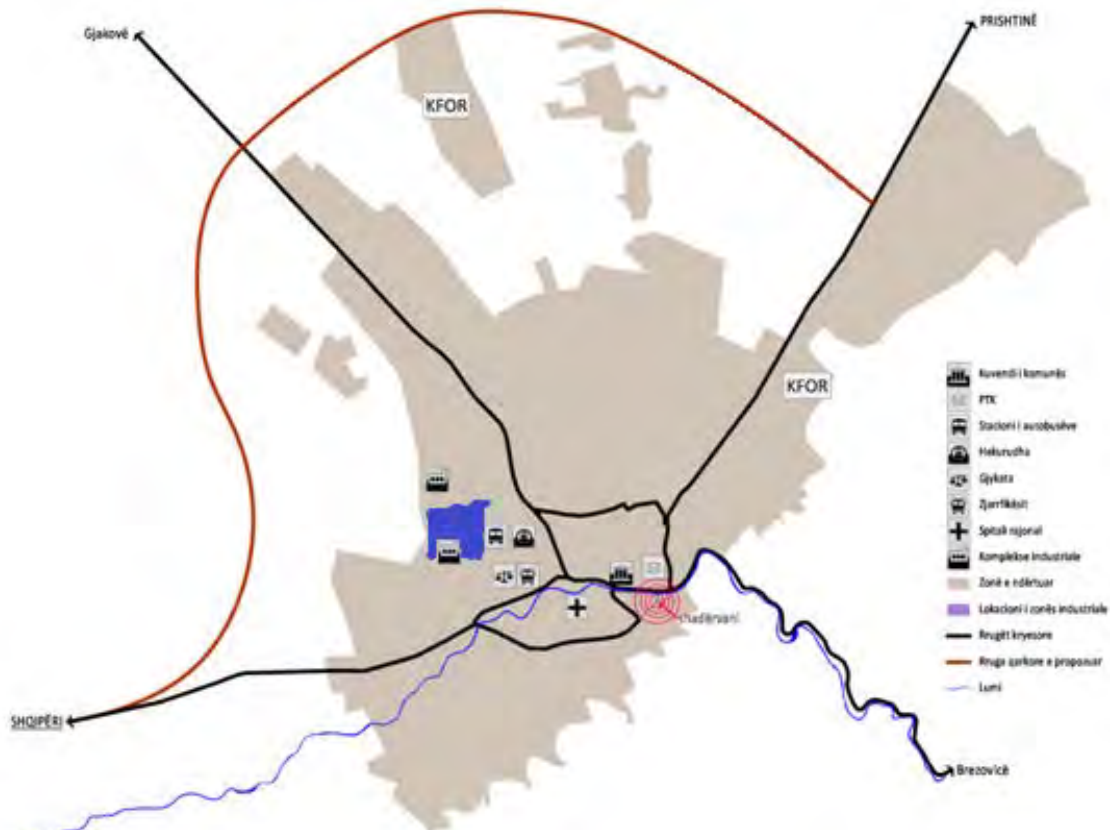 Gjakovë
PRISHTINË
KFOR
KFOR
Kuvendi i komunës
PTK
Stacioni i autobusëve
Hekurudha
Gjykata
Zjarrfikësit
Spitali rajonal
Komplekse industriale
Zonë e ndërtuar
Lokacioni i zonës industriale
Rrugët kryesore
Rruga qarkore e propozuar
Lumi
shadërvani
SHQIPËRI
Brezovicë